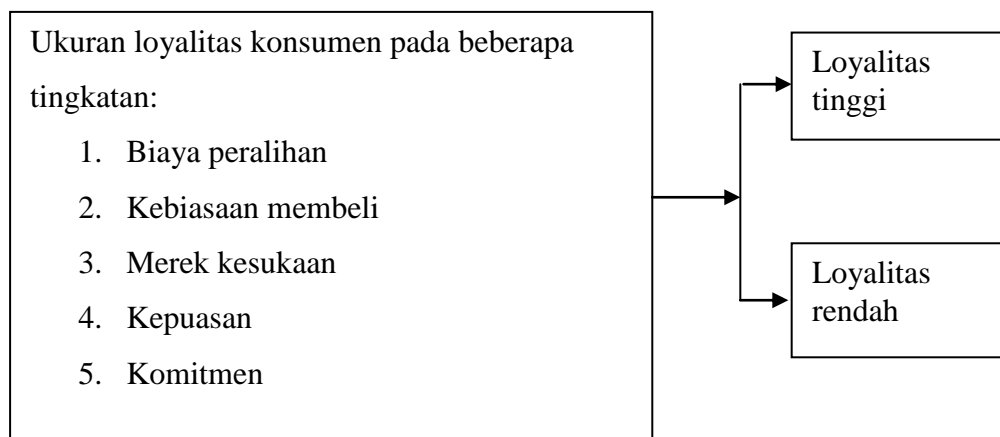 Ukuran loyalitas konsumen pada beberapa
tingkatan:
1. Biaya peralihan
2. Kebiasaan membeli
3. Merek kesukaan
4. Kepuasan
5. Komitmen
Loyalitas
tinggi
Loyalitas
rendah